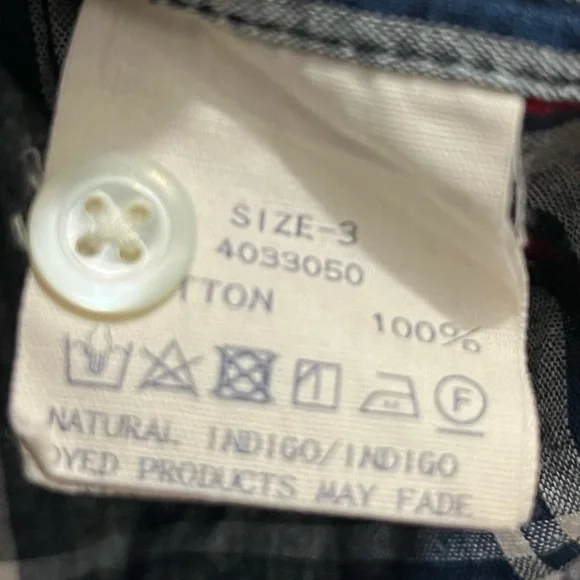 SIZE-3
4033050
TTON 100%
F
NATURAL INDIGO/INDIGO
DYED PRODUCTS MAY FADE